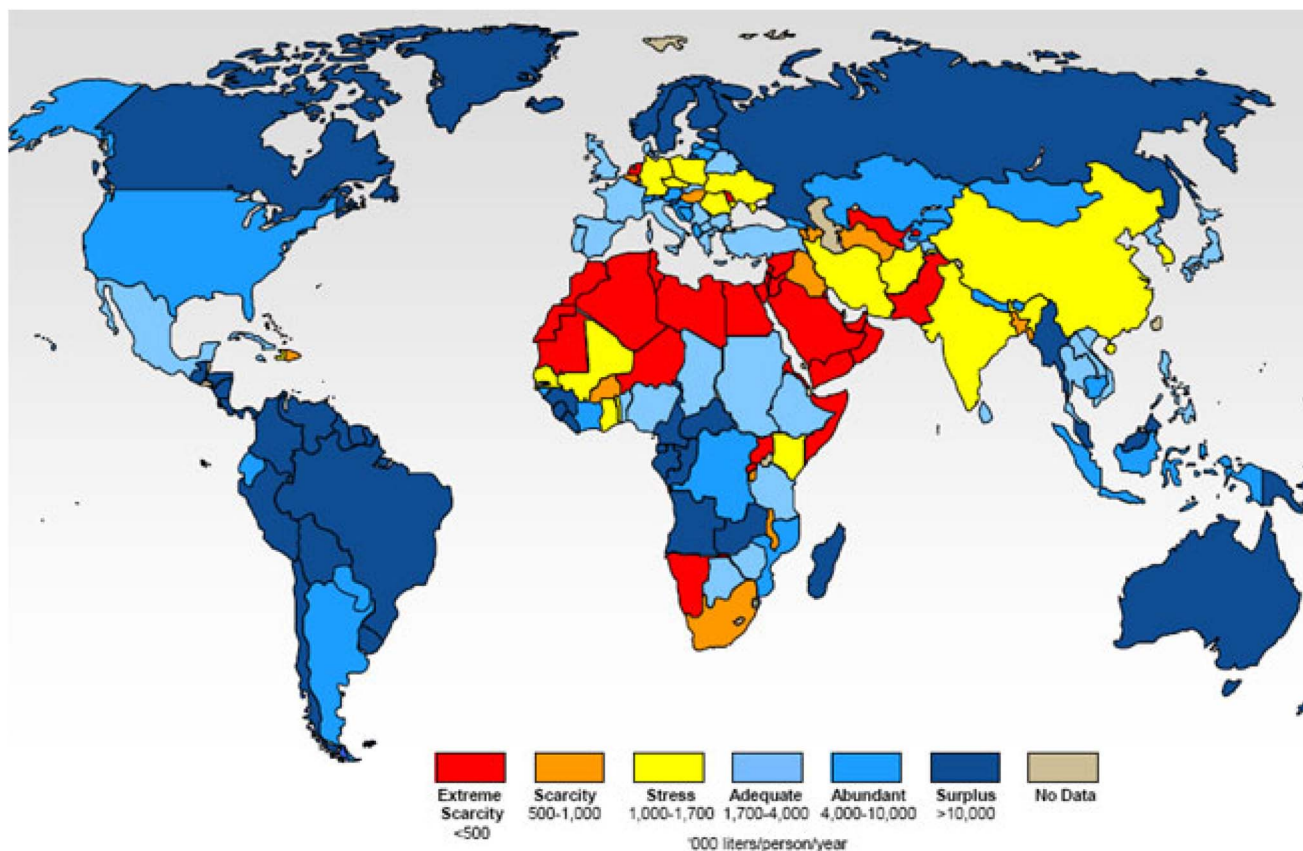 Extreme Scarcity <500
Scarcity 500-1,000
Stress 1,000-1,700
Adequate 1,700-4,000
Abundant 4,000-10,000
Surplus >10,000
No Data
'000 liters/person/year